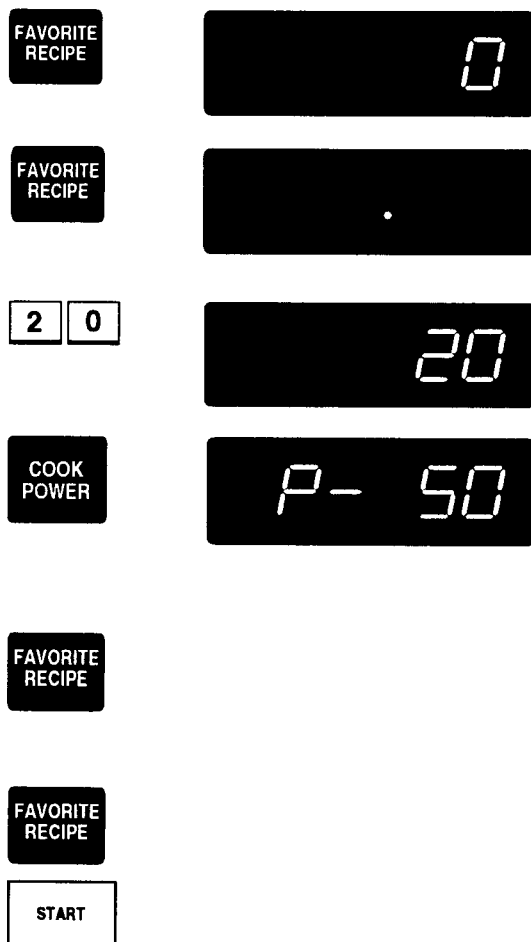 FAVORITE
RECIPE
0
FAVORITE
RECIPE
.
2 0
20
COOK
POWER
P- 50
FAVORITE
RECIPE
FAVORITE
RECIPE
START